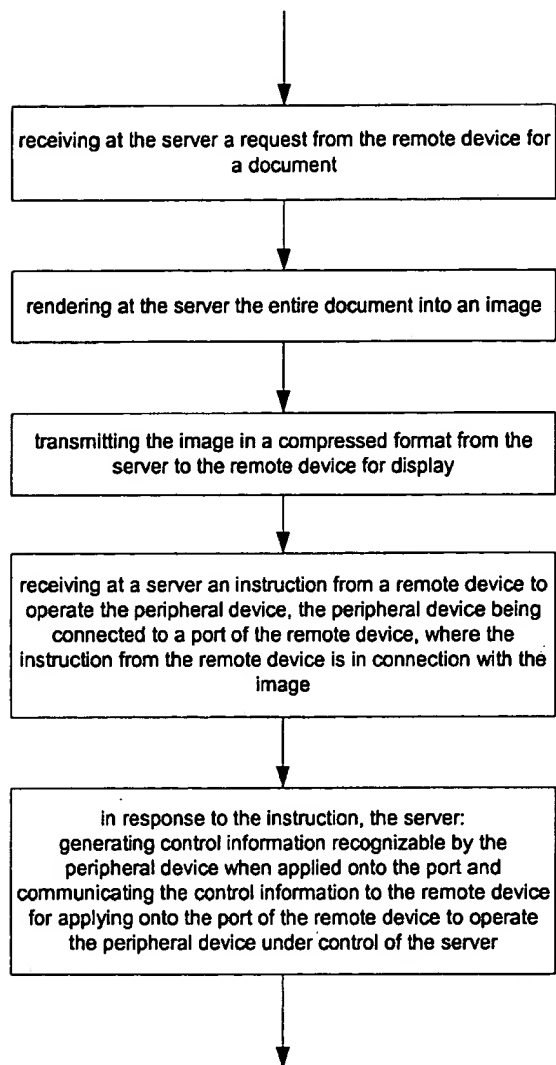 receiving at the server a request from the remote device for
a document
rendering at the server the entire document into an image
transmitting the image in a compressed format from the
server to the remote device for display
receiving at a server an instruction from a remote device to
operate the peripheral device, the peripheral device being
connected to a port of the remote device, where the
instruction from the remote device is in connection with the
image
in response to the instruction, the server:
generating control information recognizable by the
peripheral device when applied onto the port and
communicating the control information to the remote device
for applying onto the port of the remote device to operate
the peripheral device under control of the server